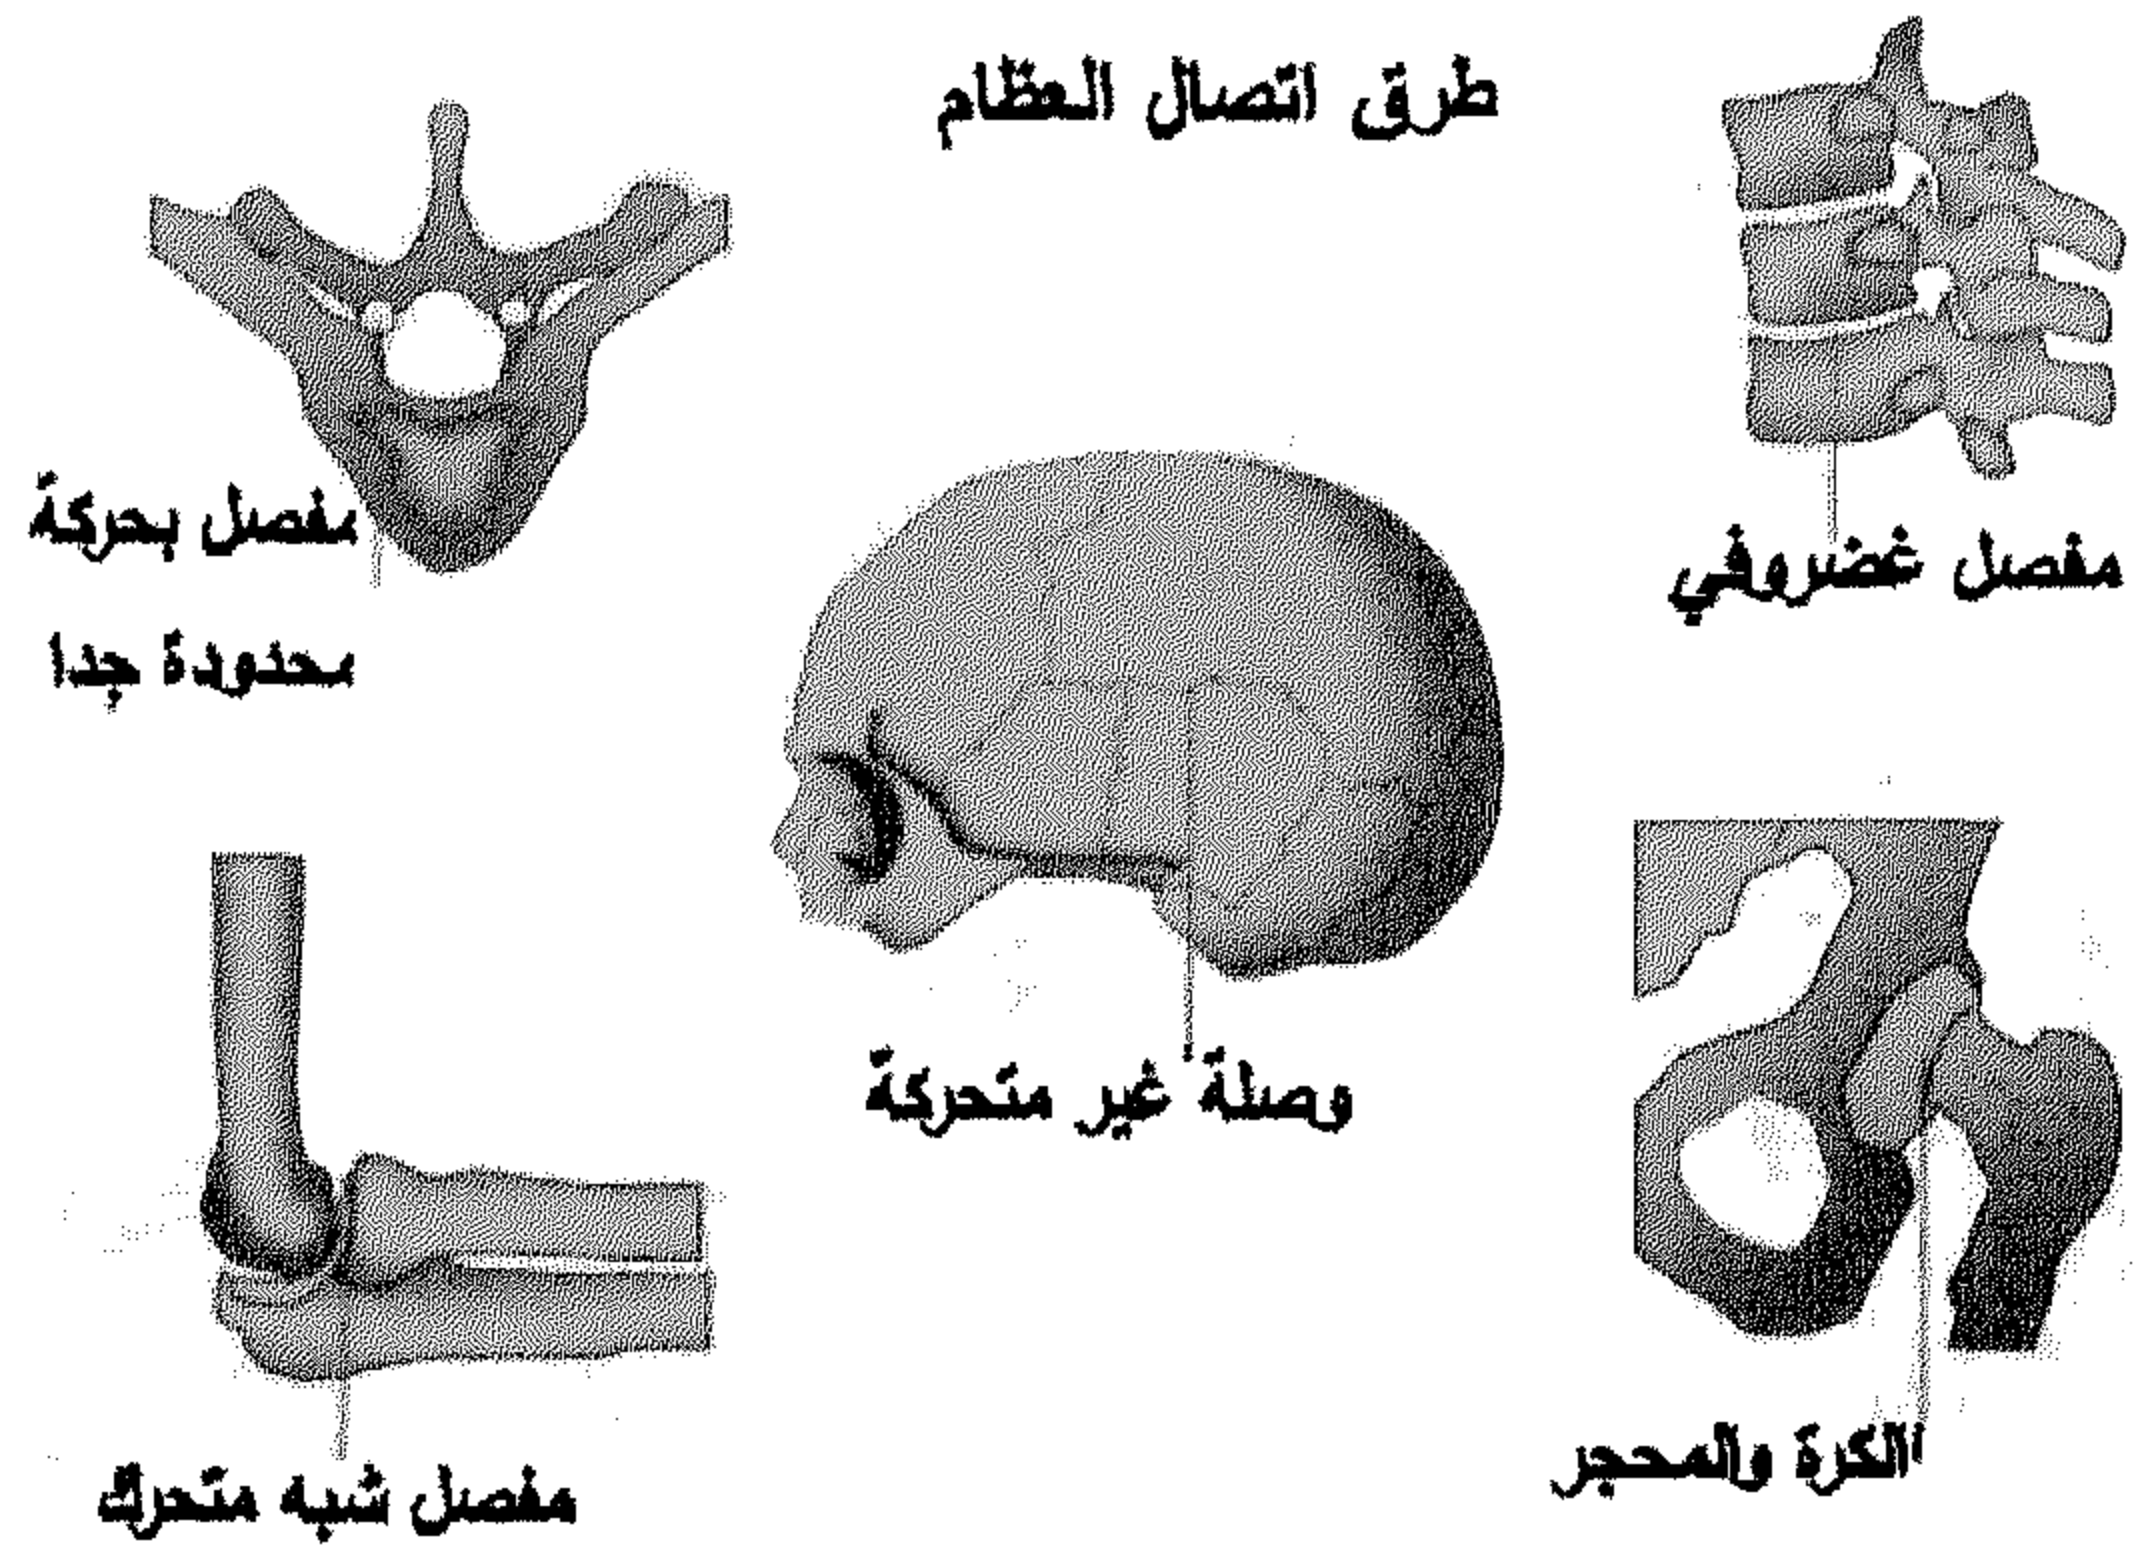 طرق اتصال العظام
مفصل بحركة
محدودة جدا
مفصل غضروفي
وصلة غير متحركة
الكرة والمحجر
مفصل شبه متحرك